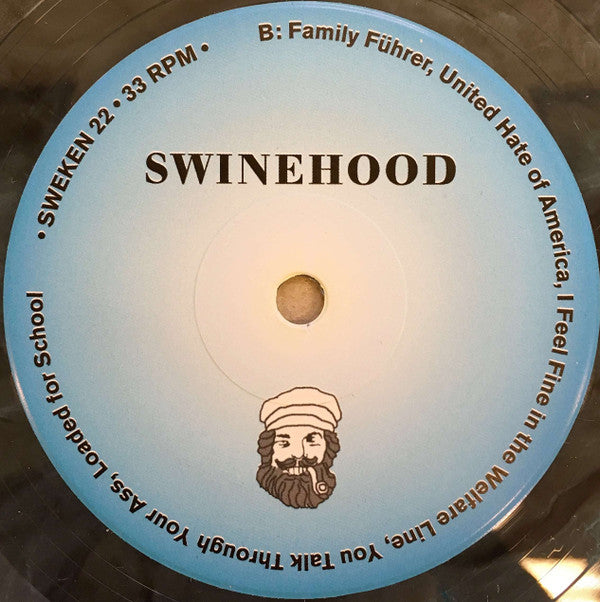 • SWEKEN 22 • 33 RPM •
B: Family Führer, United Hate of America, I Feel Fine in the Welfare Line, You Talk Through Your Ass, Loaded for School
SWINEHOOD